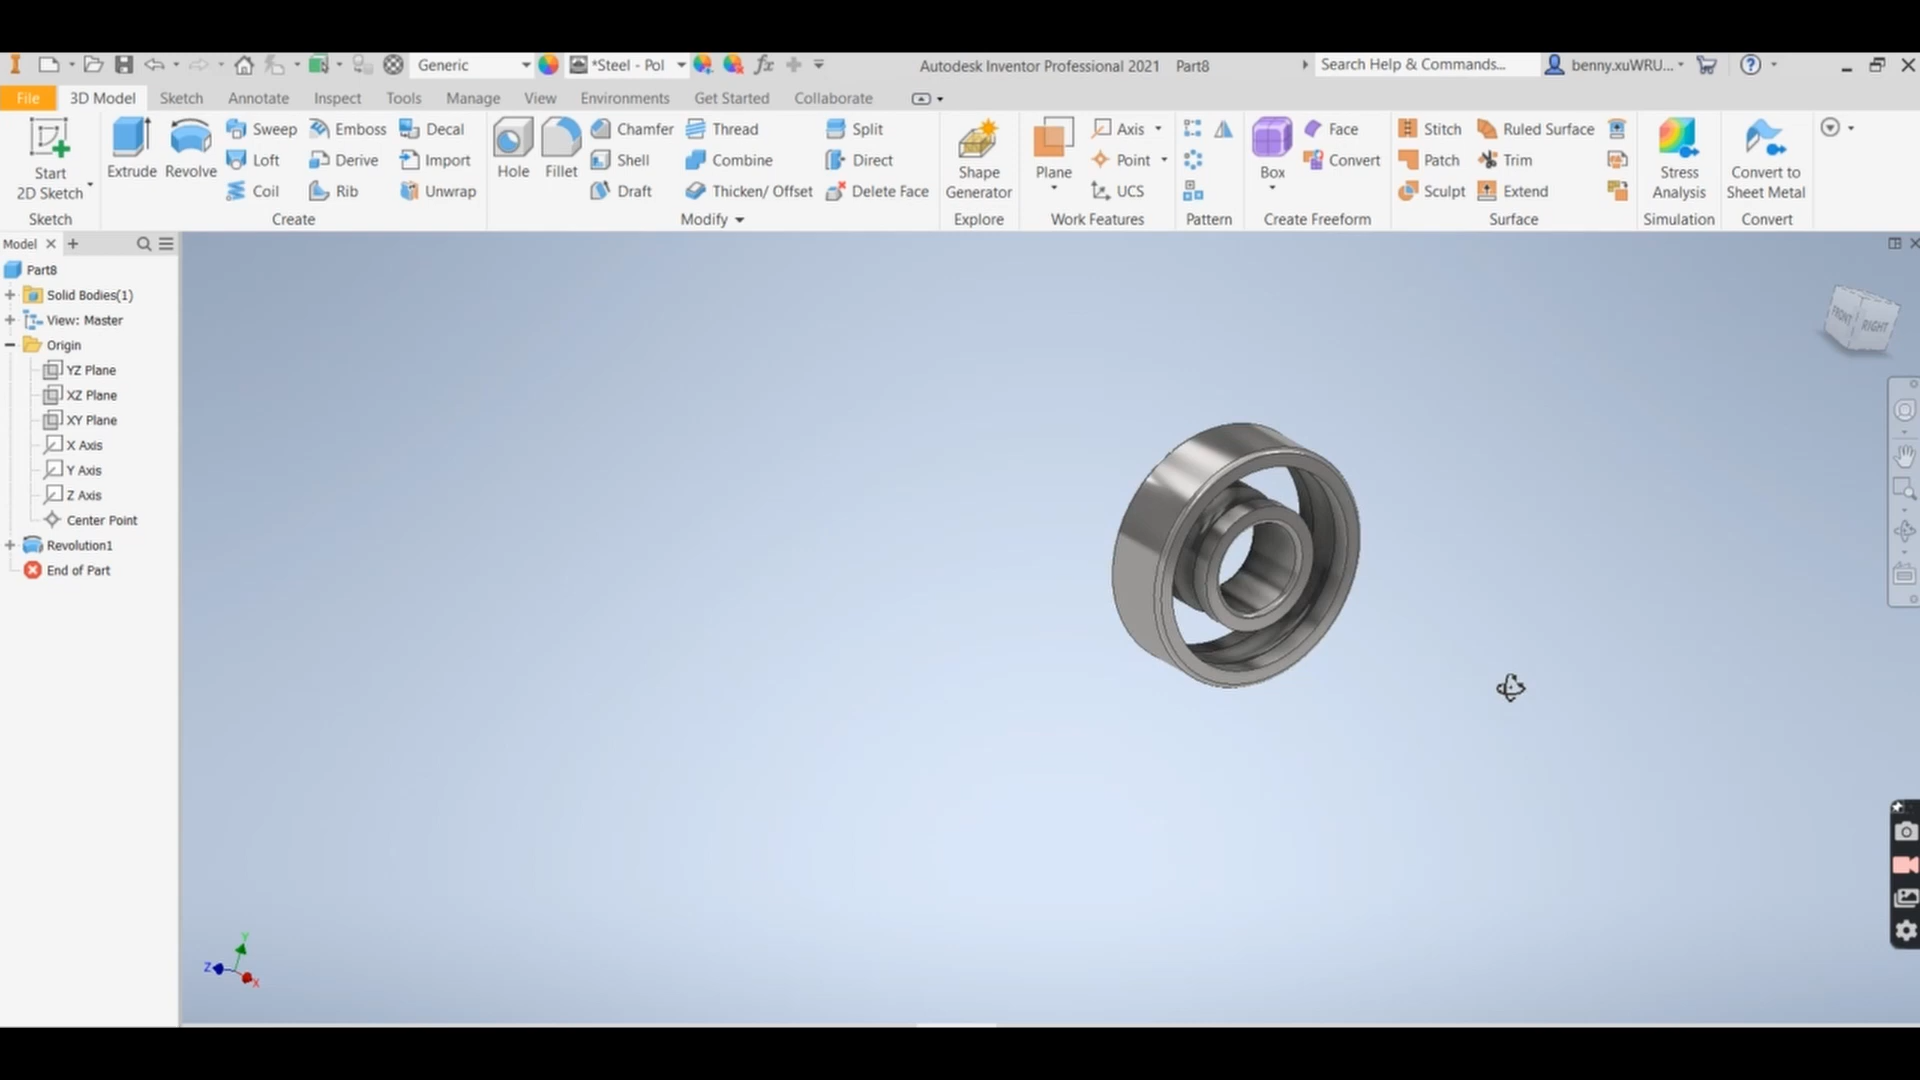 Generic *Steel - Pol fx Autodesk Inventor Professional 2021 Part8 Search Help & Commands... benny.xuWRU...
File 3D Model Sketch Annotate Inspect Tools Manage View Environments Get Started Collaborate
Start 2D Sketch
Sketch
Extrude Revolve
Sweep Emboss Decal
Loft Derive Import
Coil Rib Unwrap
Create
Hole Fillet
Chamfer Thread Split
Shell Combine Direct
Draft Thicken/ Offset Delete Face
Modify
Shape
Generator
Explore
Plane
Axis
Point
UCS
Work Features
Pattern
Box
Face
Convert
Create Freeform
Stitch Ruled Surface
Patch Trim
Sculpt Extend
Surface
Stress
Analysis
Simulation
Convert to
Sheet Metal
Convert
Model
Part8
Solid Bodies(1)
View: Master
Origin
YZ Plane
XZ Plane
XY Plane
X Axis
Y Axis
Z Axis
Center Point
Revolution1
End of Part
FRONT RIGHT
Y
Z
X